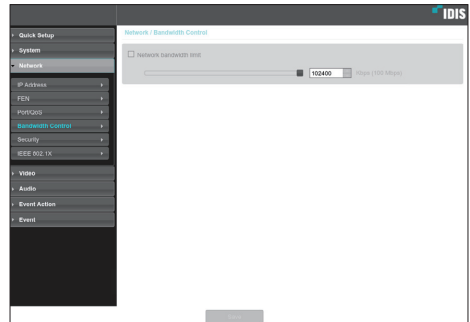 IDIS
Quick Setup
System
Network
IP Address
FEN
Port/QoS
Bandwidth Control
Security
IEEE 802.1X
Video
Audio
Event Action
Event
Network / Bandwidth Control
Network bandwidth limit
102400 Kbps (100 Mbps)
Save